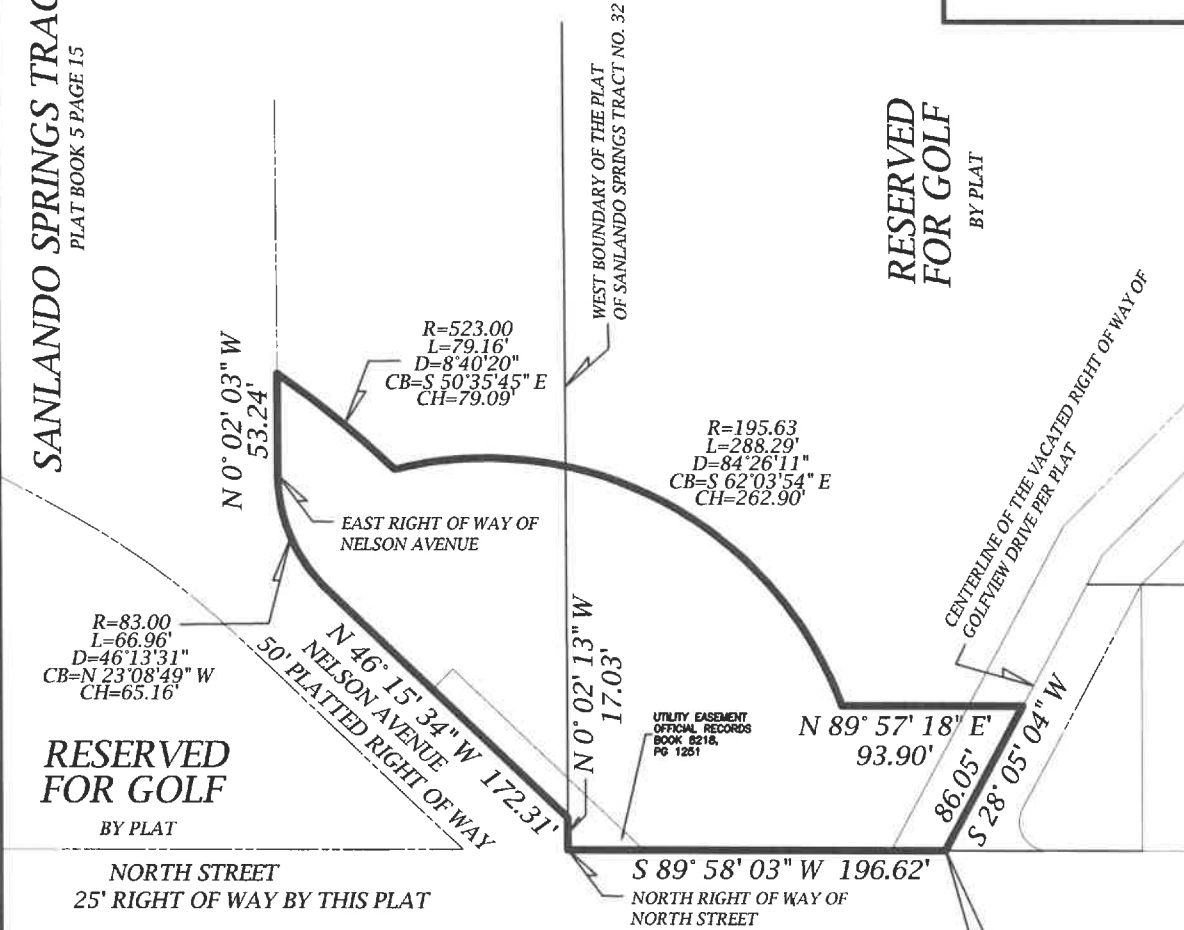 SANLANDO SPRINGS TRAC
PLAT BOOK 5 PAGE 15
WEST BOUNDARY OF THE PLAT
OF SANLANDO SPRINGS TRACT NO. 32
RESERVED
FOR GOLF
BY PLAT
R=523.00
L=79.16'
D=8°40'20"
CB=S 50°35'45" E
CH=79.09'
N 0° 02' 03" W
53.24'
R=195.63
L=288.29'
D=84°26'11"
CB=S 62°03'54" E
CH=262.90'
CENTERLINE OF THE VACATED RIGHT OF WAY OF
GOLFVIEW DRIVE PER PLAT
EAST RIGHT OF WAY OF
NELSON AVENUE
R=83.00
L=66.96'
D=46°13'31"
CB=N 23°08'49" W
CH=65.16'
N 46° 15' 34" W 172.31'
NELSON AVENUE
50' PLATTED RIGHT OF WAY
N 0° 02' 13" W
17.03'
UTILITY EASEMENT
OFFICIAL RECORDS
BOOK 6218,
PG 1251
N 89° 57' 18" E'
93.90'
86.05'
S 28° 05' 04" W
RESERVED
FOR GOLF
BY PLAT
NORTH STREET
25' RIGHT OF WAY BY THIS PLAT
S 89° 58' 03" W 196.62'
NORTH RIGHT OF WAY OF
NORTH STREET